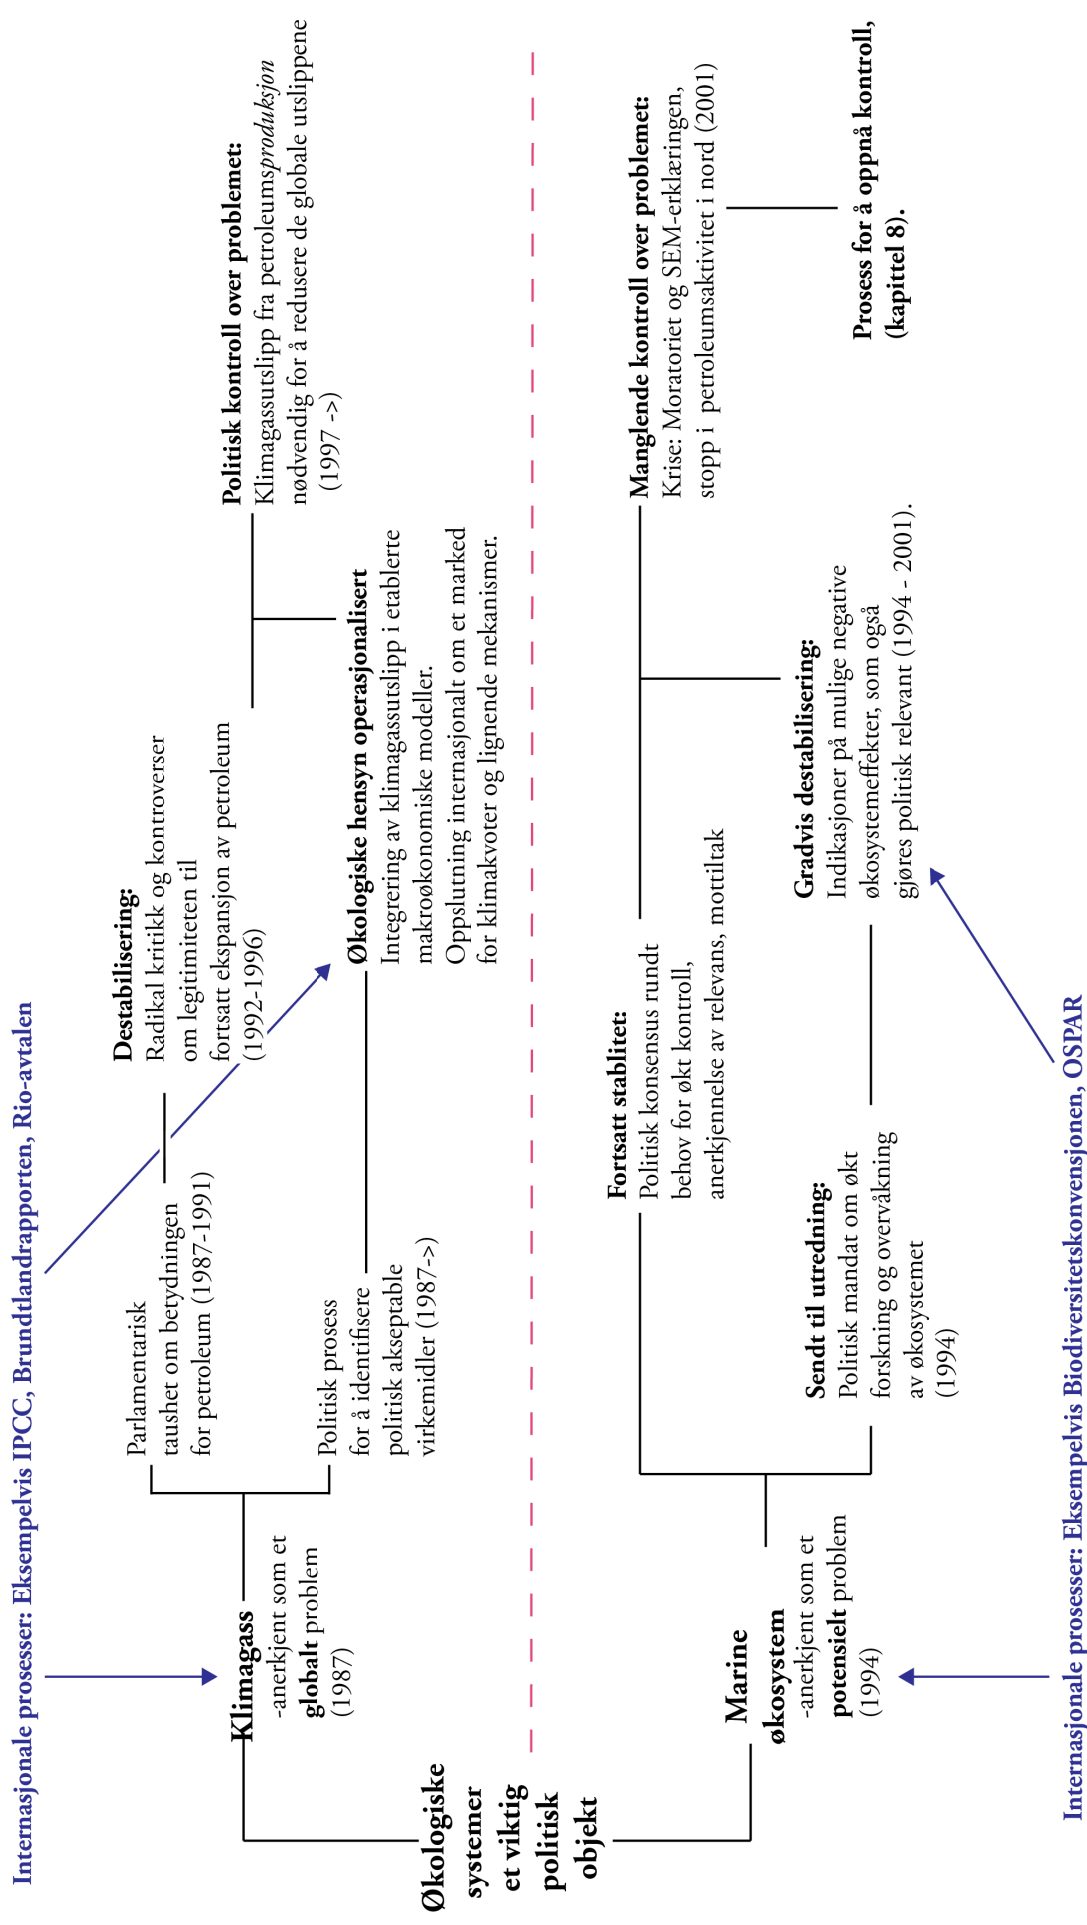 Internasjonale prosesser: Eksempelvis IPCC, Brundtlandrapporten, Rio-avtalen
Økologiske
systemer
et viktig
politisk
objekt
Klimagass
-anerkjent som et
globalt problem
(1987)
Parlamentarisk
taushet om betydningen
for petroleum (1987-1991)
Destabilisering:
Radikal kritikk og kontroverser
om legitimiteten til
fortsatt ekspansjon av petroleum
(1992-1996)
Politisk kontroll over problemet:
Klimagassutslipp fra petroleumsproduksjon
nødvendig for å redusere de globale utslippene
(1997 ->)
Politisk prosess
for å identifisere
politisk akseptable
virkemidler (1987->)
Økologiske hensyn operasjonalisert
Integrering av klimagassutslipp i etablerte
makroøkonomiske modeller.
Oppslutning internasjonalt om et marked
for klimakvoter og lignende mekanismer.
Marine
økosystem
-anerkjent som et
potensielt problem
(1994)
Fortsatt stablitet:
Politisk konsensus rundt
behov for økt kontroll,
anerkjennelse av relevans, mottiltak
Manglende kontroll over problemet:
Krise: Moratoriet og SEM-erklæringen,
stopp i petroleumsaktivitet i nord (2001)
Sendt til utredning:
Politisk mandat om økt
forskning og overvåkning
av økosystemet
(1994)
Gradvis destabilisering:
Indikasjoner på mulige negative
økosystemeffekter, som også
gjøres politisk relevant (1994 - 2001).
Prosess for å oppnå kontroll,
(kapittel 8).
Internasjonale prosesser: Eksempelvis Biodiversitetskonvensjonen, OSPAR